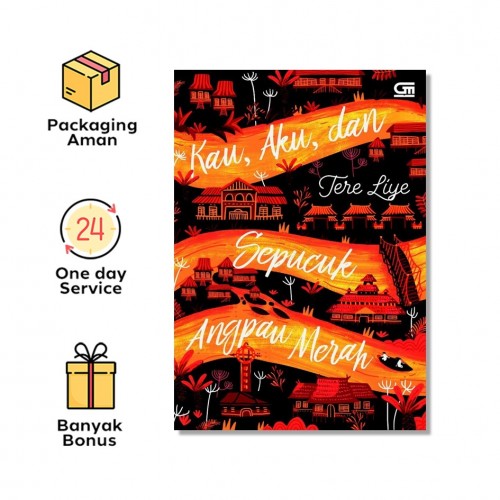 Packaging
Aman
24
One day
Service
Banyak
Bonus
GM
Kau, Aku, dan
Tere Liye
Sepucuk
Angpau Merah